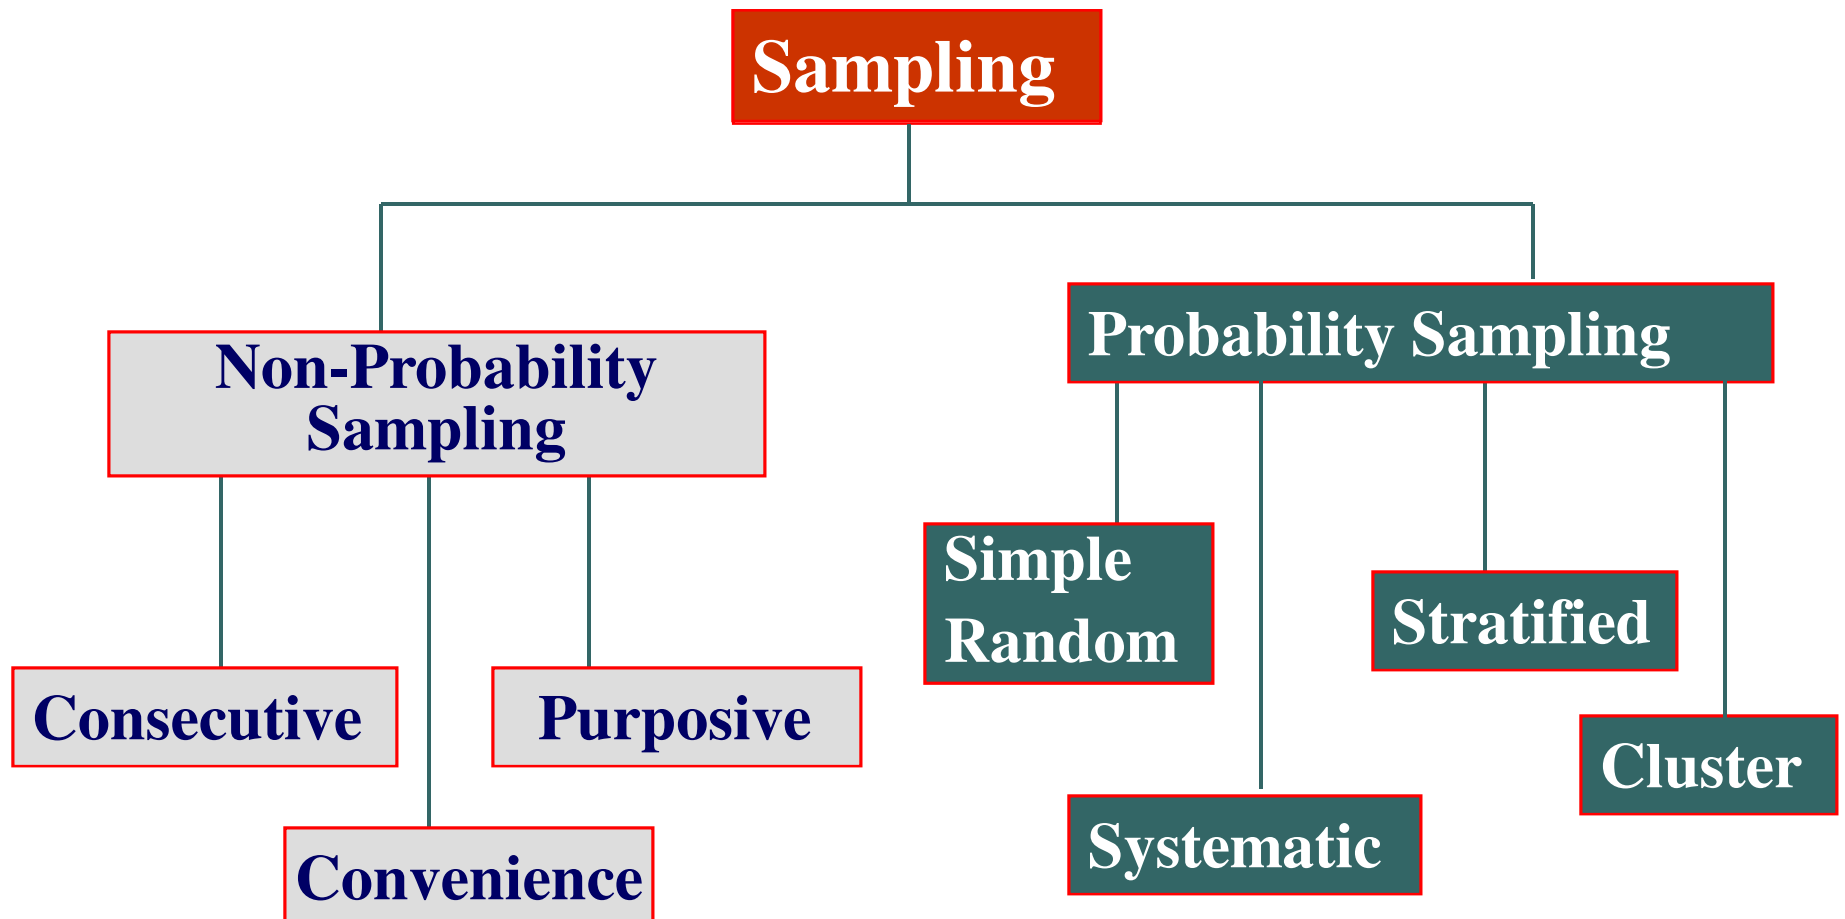 Sampling
Non-Probability
Sampling
Probability Sampling
Consecutive
Convenience
Purposive
Simple
Random
Systematic
Stratified
Cluster